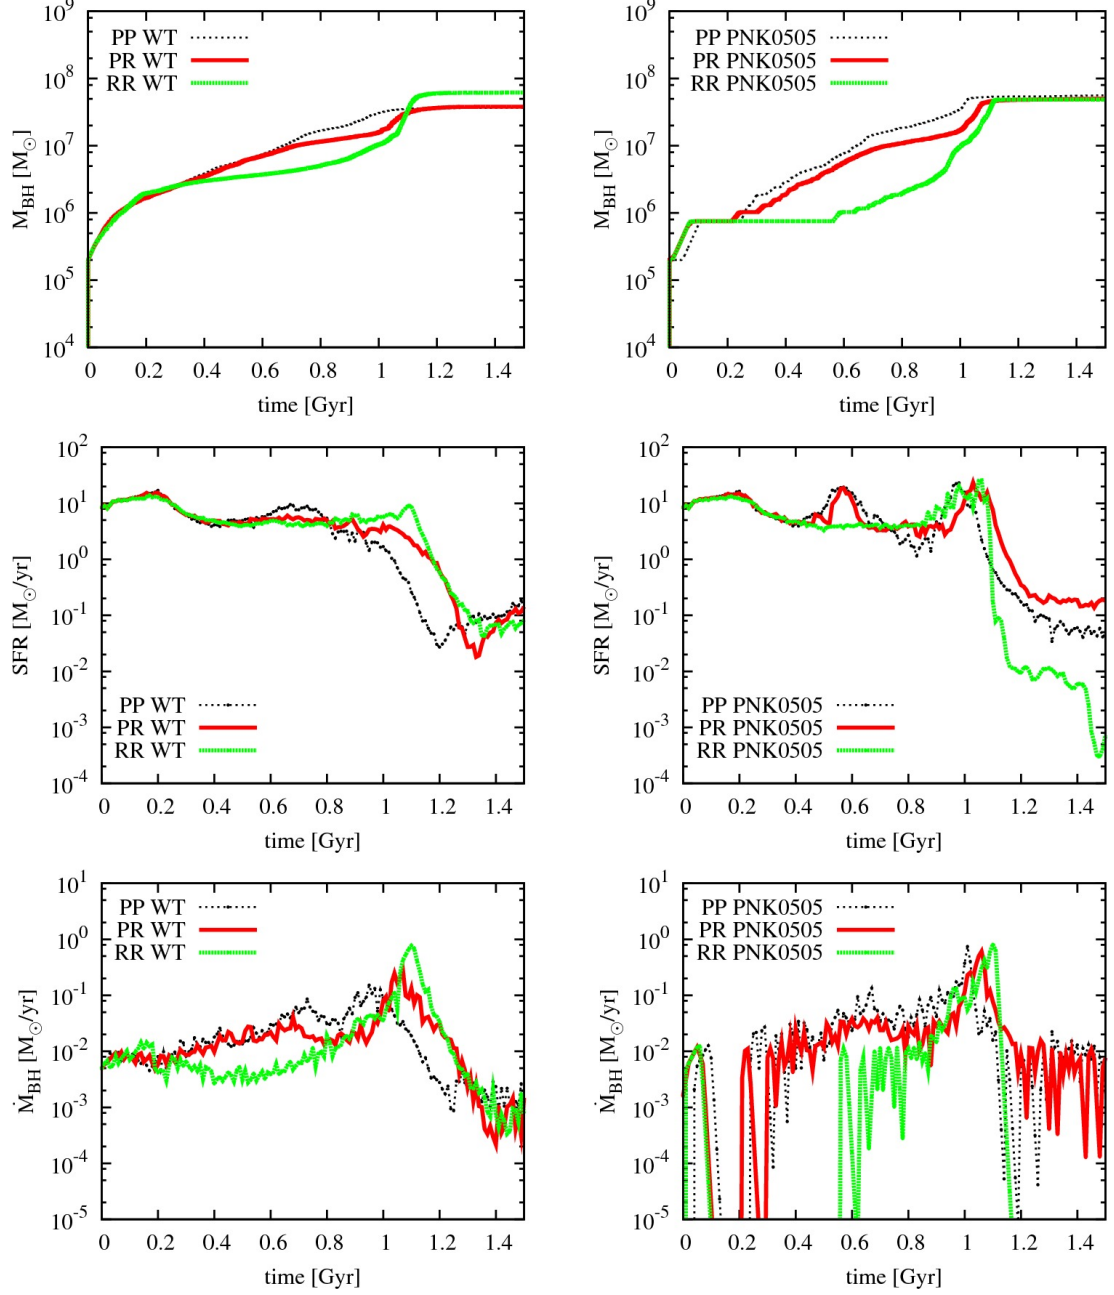 10^9
10^8
10^7
10^6
10^5
10^4
M_BH [M_☉]
PP WT
PR WT
RR WT
0 0.2 0.4 0.6 0.8 1 1.2 1.4
time [Gyr]
10^9
10^8
10^7
10^6
10^5
10^4
M_BH [M_☉]
PP PNK0505
PR PNK0505
RR PNK0505
0 0.2 0.4 0.6 0.8 1 1.2 1.4
time [Gyr]
10^2
10^1
10^0
10^-1
10^-2
10^-3
10^-4
SFR [M_☉/yr]
PP WT
PR WT
RR WT
0 0.2 0.4 0.6 0.8 1 1.2 1.4
time [Gyr]
10^2
10^1
10^0
10^-1
10^-2
10^-3
10^-4
SFR [M_☉/yr]
PP PNK0505
PR PNK0505
RR PNK0505
0 0.2 0.4 0.6 0.8 1 1.2 1.4
time [Gyr]
10^1
10^0
10^-1
10^-2
10^-3
10^-4
10^-5
Ṁ_BH [M_☉/yr]
PP WT
PR WT
RR WT
0 0.2 0.4 0.6 0.8 1 1.2 1.4
time [Gyr]
10^1
10^0
10^-1
10^-2
10^-3
10^-4
10^-5
Ṁ_BH [M_☉/yr]
PP PNK0505
PR PNK0505
RR PNK0505
0 0.2 0.4 0.6 0.8 1 1.2 1.4
time [Gyr]